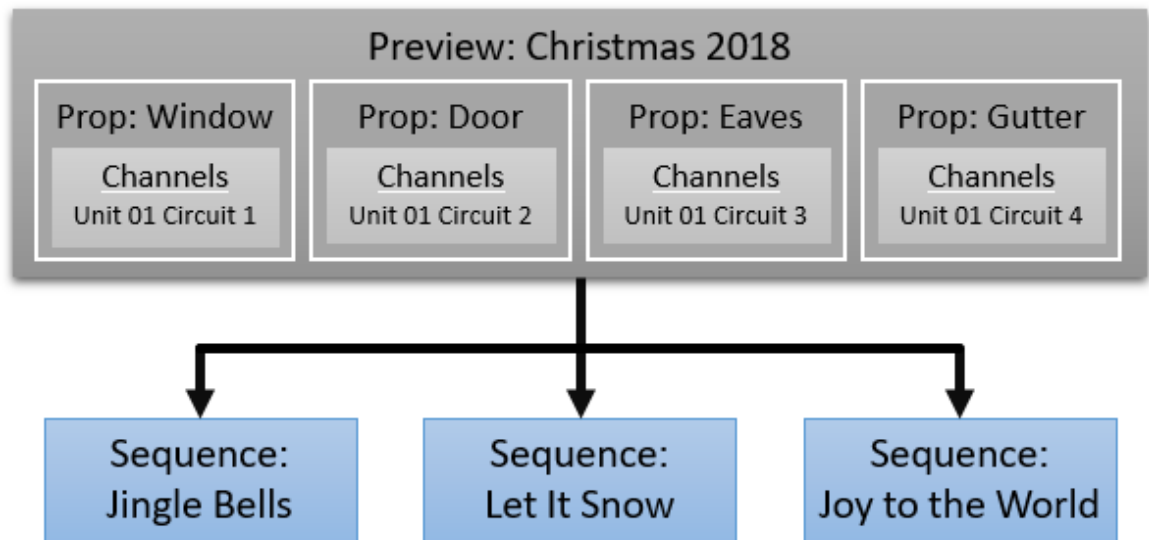 Preview: Christmas 2018
Prop: Window
Channels
Unit 01 Circuit 1
Prop: Door
Channels
Unit 01 Circuit 2
Prop: Eaves
Channels
Unit 01 Circuit 3
Prop: Gutter
Channels
Unit 01 Circuit 4
Sequence:
Jingle Bells
Sequence:
Let It Snow
Sequence:
Joy to the World